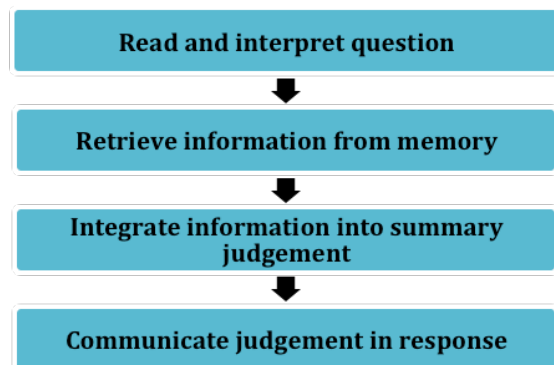 Read and interpret question
Retrieve information from memory
Integrate information into summary
judgement
Communicate judgement in response